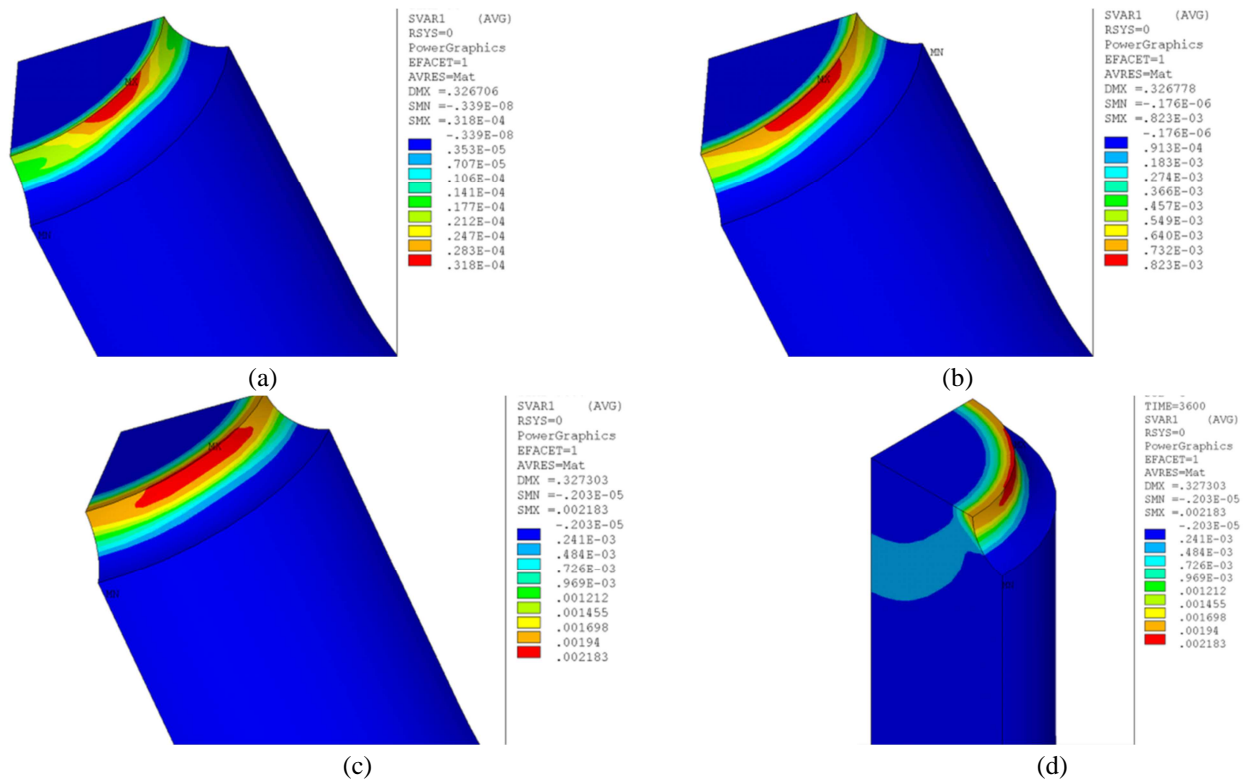 SVAR1 (AVG)
RSYS=0
PowerGraphics
EFACET=1
AVRES=Mat
DMX =.326706
SMN =-.339E-08
SMX =.318E-04
-.339E-08
.353E-05
.707E-05
.106E-04
.141E-04
.177E-04
.212E-04
.247E-04
.283E-04
.318E-04
MX
MN
(a)
SVAR1 (AVG)
RSYS=0
PowerGraphics
EFACET=1
AVRES=Mat
DMX =.326778
SMN =-.176E-06
SMX =.823E-03
-.176E-06
.913E-04
.183E-03
.274E-03
.366E-03
.457E-03
.549E-03
.640E-03
.732E-03
.823E-03
MN
MX
(b)
SVAR1 (AVG)
RSYS=0
PowerGraphics
EFACET=1
AVRES=Mat
DMX =.327303
SMN =-.203E-05
SMX =.002183
-.203E-05
.241E-03
.484E-03
.726E-03
.969E-03
.001212
.001455
.001698
.00194
.002183
MX
MN
(c)
TIME=3600
SVAR1 (AVG)
RSYS=0
PowerGraphics
EFACET=1
AVRES=Mat
DMX =.327303
SMN =-.203E-05
SMX =.002183
-.203E-05
.241E-03
.484E-03
.726E-03
.969E-03
.001212
.001455
.001698
.00194
.002183
MN
(d)